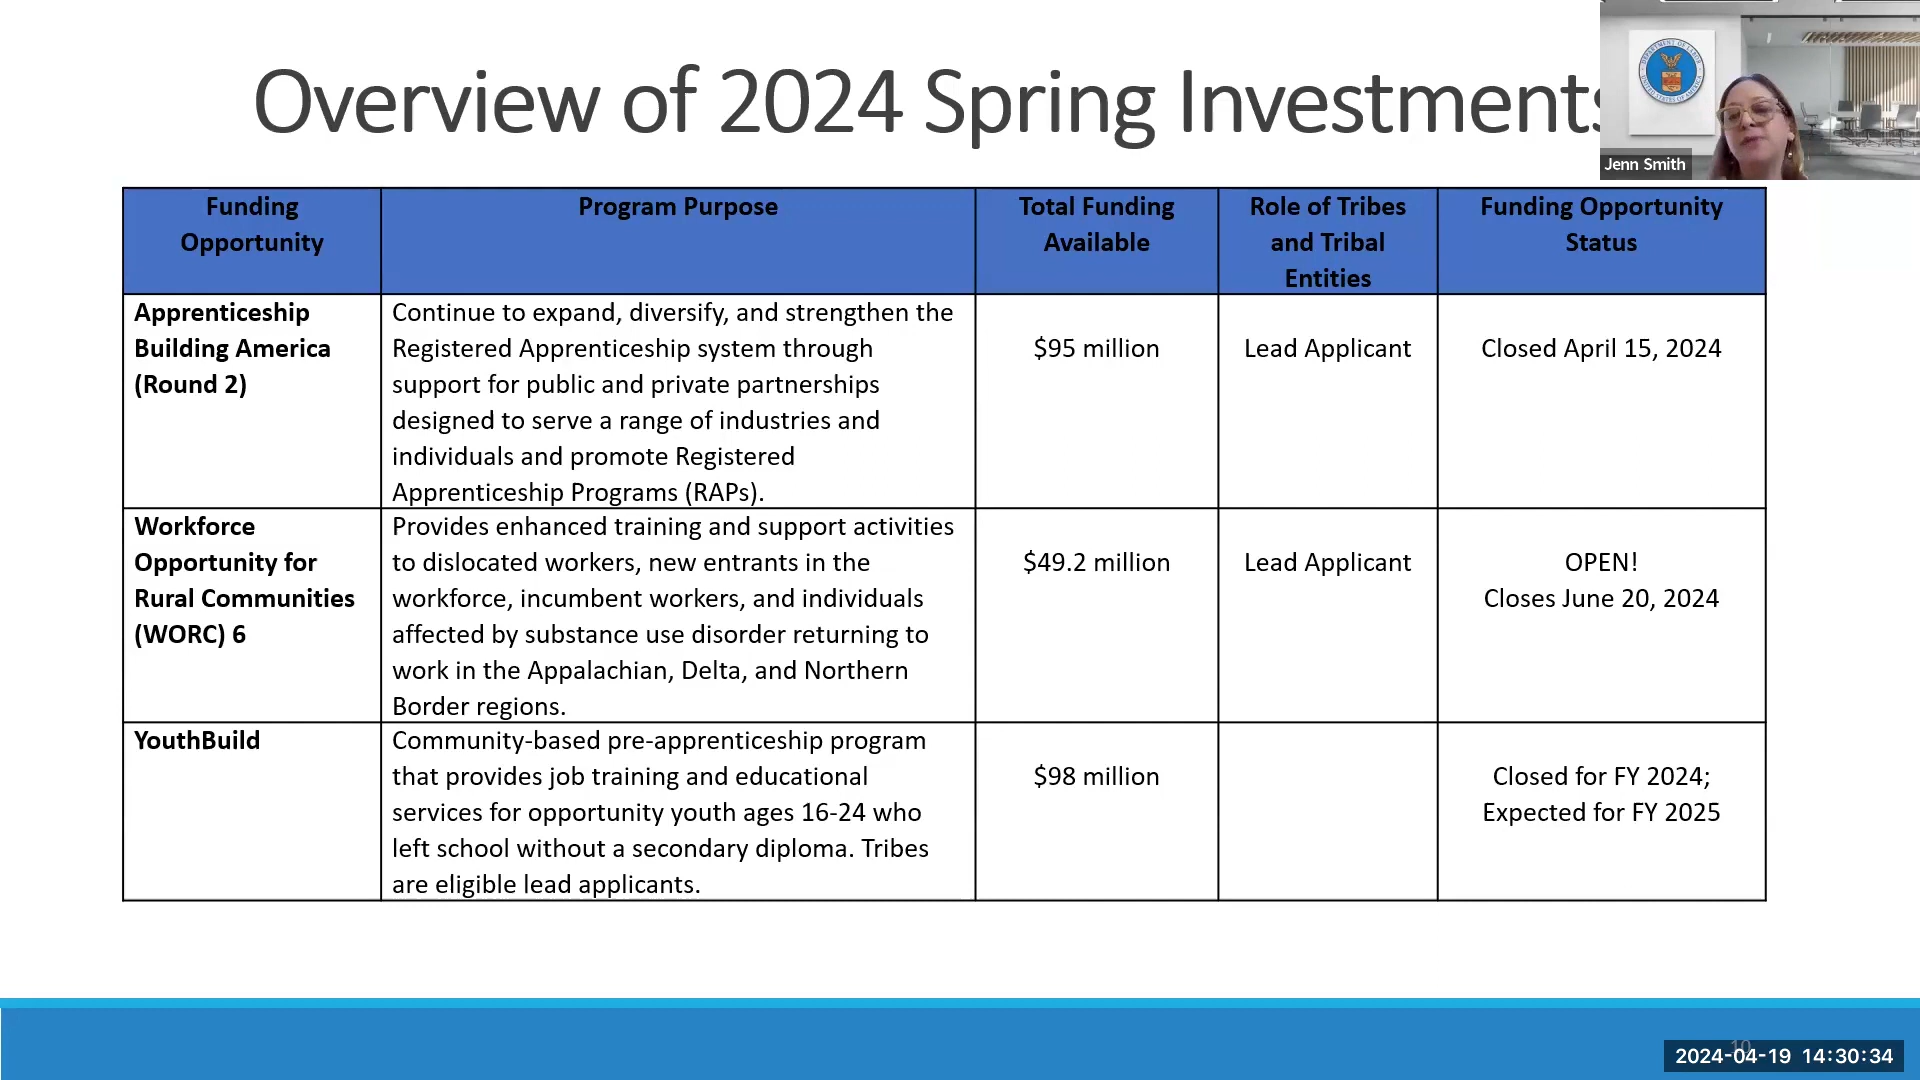 Overview of 2024 Spring Investments
Jenn Smith
Funding
Opportunity
Program Purpose
Total Funding
Available
Role of Tribes
and Tribal
Entities
Funding Opportunity
Status
Apprenticeship
Building America
(Round 2)
Continue to expand, diversify, and strengthen the
Registered Apprenticeship system through
support for public and private partnerships
designed to serve a range of industries and
individuals and promote Registered
Apprenticeship Programs (RAPs).
$95 million
Lead Applicant
Closed April 15, 2024
Workforce
Opportunity for
Rural Communities
(WORC) 6
Provides enhanced training and support activities
to dislocated workers, new entrants in the
workforce, incumbent workers, and individuals
affected by substance use disorder returning to
work in the Appalachian, Delta, and Northern
Border regions.
$49.2 million
Lead Applicant
OPEN!
Closes June 20, 2024
YouthBuild
Community-based pre-apprenticeship program
that provides job training and educational
services for opportunity youth ages 16-24 who
left school without a secondary diploma. Tribes
are eligible lead applicants.
$98 million
Closed for FY 2024;
Expected for FY 2025
10
2024-04-19 14:30:34